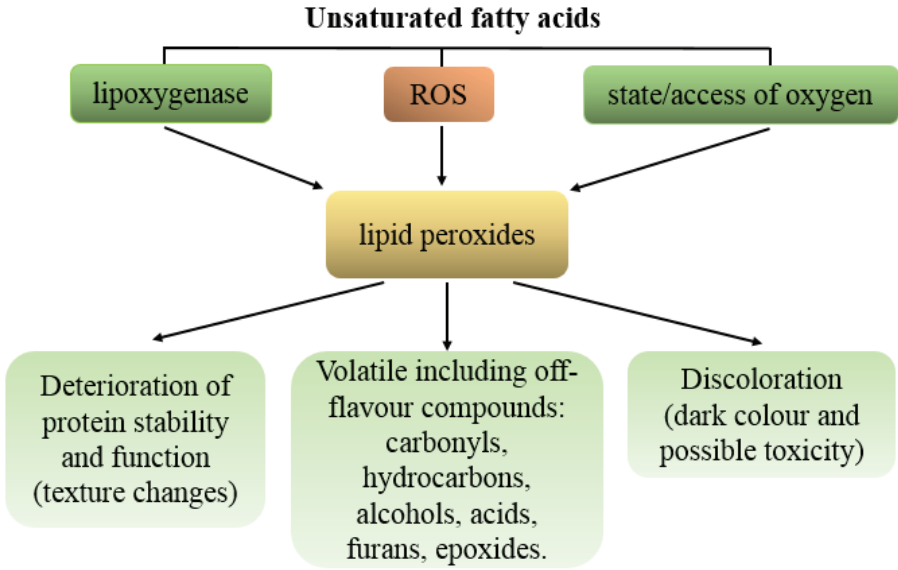 Unsaturated fatty acids
lipoxygenase
ROS
state/access of oxygen
lipid peroxides
Deterioration of
protein stability
and function
(texture changes)
Volatile including off-
flavour compounds:
carbonyls,
hydrocarbons,
alcohols, acids,
furans, epoxides.
Discoloration
(dark colour and
possible toxicity)